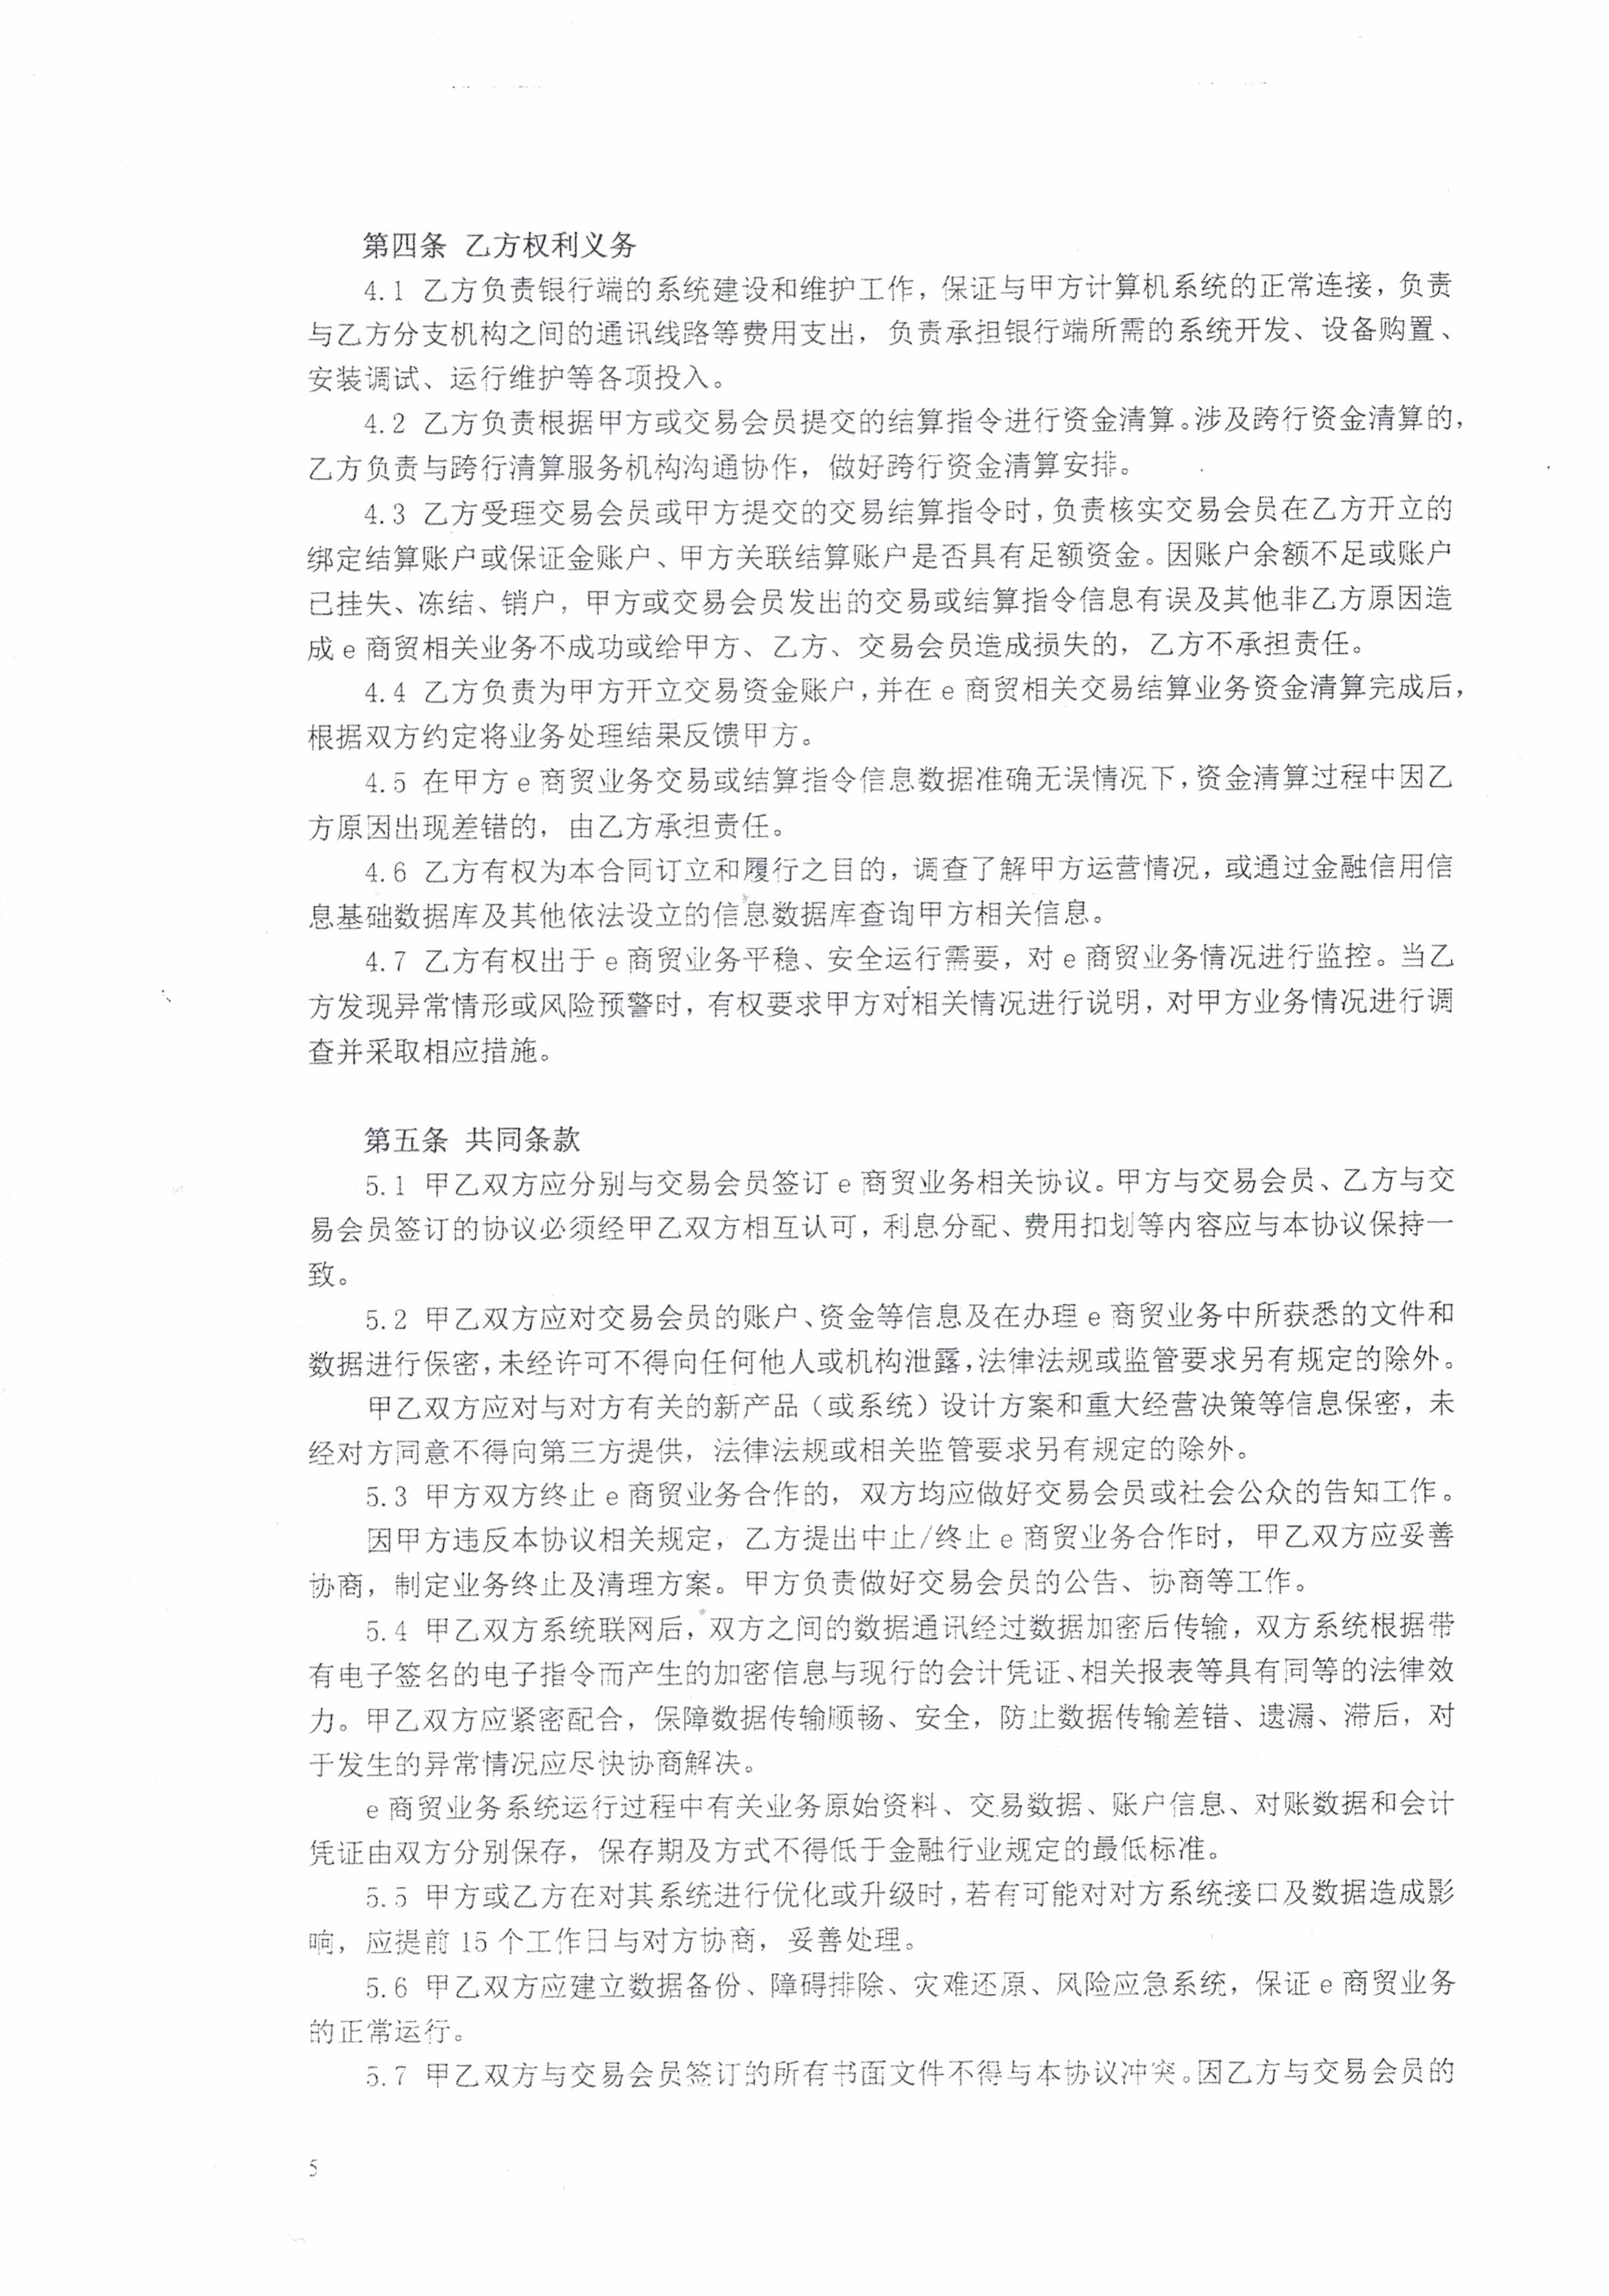 第四条 乙方权利义务
4.1 乙方负责银行端的系统建设和维护工作，保证与甲方计算机系统的正常连接，负责
与乙方分支机构之间的通讯线路等费用支出，负责承担银行端所需的系统开发、设备购置、
安装调试、运行维护等各项投入。
4.2 乙方负责根据甲方或交易会员提交的结算指令进行资金清算。涉及跨行资金清算的，
乙方负责与跨行清算服务机构沟通协作，做好跨行资金清算安排。
4.3 乙方受理交易会员或甲方提交的交易结算指令时，负责核实交易会员在乙方开立的
绑定结算账户或保证金账户、甲方关联结算账户是否具有足额资金。因账户余额不足或账户
已挂失、冻结、销户，甲方或交易会员发出的交易或结算指令信息有误及其他非乙方原因造
成 e 商贸相关业务不成功或给甲方、乙方、交易会员造成损失的，乙方不承担责任。
4.4 乙方负责为甲方开立交易资金账户，并在 e 商贸相关交易结算业务资金清算完成后，
根据双方约定将业务处理结果反馈甲方。
4.5 在甲方 e 商贸业务交易或结算指令信息数据准确无误情况下，资金清算过程中因乙
方原因出现差错的，由乙方承担责任。
4.6 乙方有权为本合同订立和履行之目的，调查了解甲方运营情况，或通过金融信用信
息基础数据库及其他依法设立的信息数据库查询甲方相关信息。
4.7 乙方有权出于 e 商贸业务平稳、安全运行需要，对 e 商贸业务情况进行监控。当乙
方发现异常情形或风险预警时，有权要求甲方对相关情况进行说明，对甲方业务情况进行调
查并采取相应措施。
第五条 共同条款
5.1 甲乙双方应分别与交易会员签订 e 商贸业务相关协议。甲方与交易会员、乙方与交
易会员签订的协议必须经甲乙双方相互认可，利息分配、费用扣划等内容应与本协议保持一
致。
5.2 甲乙双方应对交易会员的账户、资金等信息及在办理 e 商贸业务中所获悉的文件和
数据进行保密，未经许可不得向任何他人或机构泄露，法律法规或监管要求另有规定的除外。
甲乙双方应对与对方有关的新产品（或系统）设计方案和重大经营决策等信息保密，未
经对方同意不得向第三方提供，法律法规或相关监管要求另有规定的除外。
5.3 甲方双方终止 e 商贸业务合作的，双方均应做好交易会员或社会公众的告知工作。
因甲方违反本协议相关规定，乙方提出中止/终止 e 商贸业务合作时，甲乙双方应妥善
协商，制定业务终止及清理方案。甲方负责做好交易会员的公告、协商等工作。
5.4 甲乙双方系统联网后，双方之间的数据通讯经过数据加密后传输，双方系统根据带
有电子签名的电子指令而产生的加密信息与现行的会计凭证、相关报表等具有同等的法律效
力。甲乙双方应紧密配合，保障数据传输顺畅、安全，防止数据传输差错、遗漏、滞后，对
于发生的异常情况应尽快协商解决。
e 商贸业务系统运行过程中有关业务原始资料、交易数据、账户信息、对账数据和会计
凭证由双方分别保存，保存期及方式不得低于金融行业规定的最低标准。
5.5 甲方或乙方在对其系统进行优化或升级时，若有可能对对方系统接口及数据造成影
响，应提前 15 个工作日与对方协商，妥善处理。
5.6 甲乙双方应建立数据备份、障碍排除、灾难还原、风险应急系统，保证 e 商贸业务
的正常运行。
5.7 甲乙双方与交易会员签订的所有书面文件不得与本协议冲突。因乙方与交易会员的
5